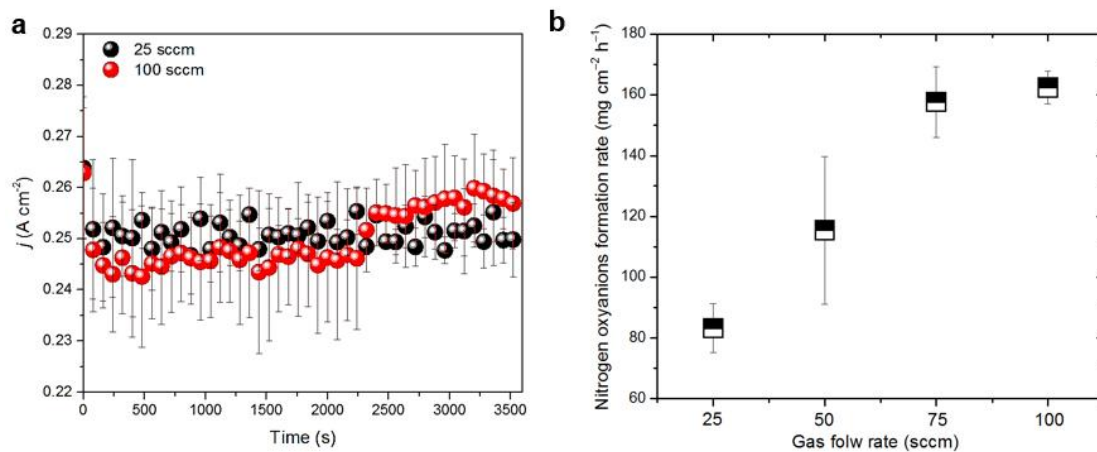 a
0.29
0.28
0.27
0.26
0.25
0.24
0.23
0.22
j (A cm⁻²)
25 sccm
100 sccm
0 500 1000 1500 2000 2500 3000 3500
Time (s)
b
180
160
140
120
100
80
60
Nitrogen oxyanions formation rate (mg cm⁻² h⁻¹)
25 50 75 100
Gas folw rate (sccm)